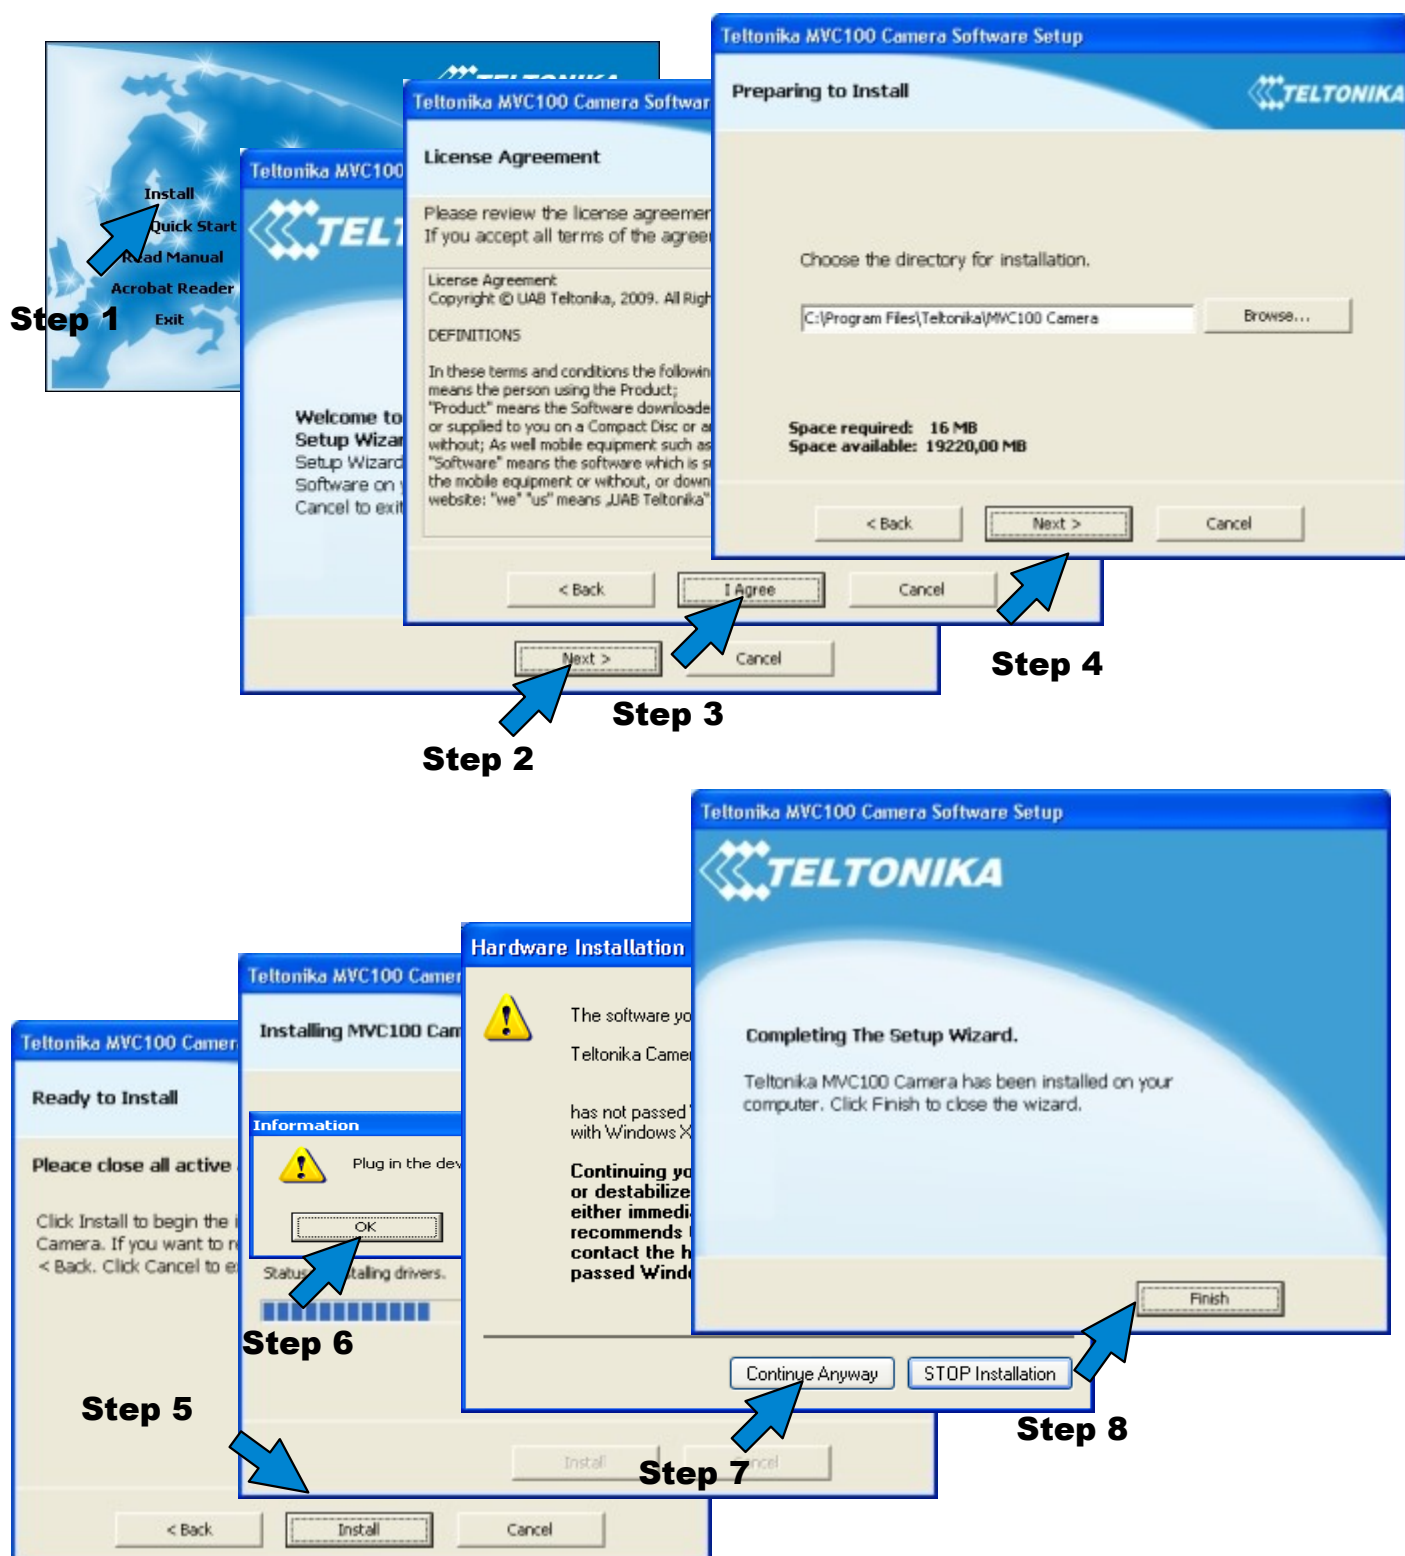 TELTONIKA
Install
Quick Start
Read Manual
Acrobat Reader
Exit
Step 1
Teltonika MVC100
TELT
Welcome to
Setup Wizar
Setup Wizard
Software on y
Cancel to exit
Next >
Cancel
Step 2
Teltonika MVC100 Camera Softwar
License Agreement
Please review the license agreemen
If you accept all terms of the agree
License Agreement
Copyright © UAB Teltonika, 2009. All Righ
DEFINITIONS
In these terms and conditions the followin
means the person using the Product;
"Product" means the Software downloade
or supplied to you on a Compact Disc or a
without; As well mobile equipment such as
"Software" means the software which is s
the mobile equipment or without, or down
website: "we" "us" means „UAB Teltonika"
< Back
I Agree
Cancel
Step 3
Teltonika MVC100 Camera Software Setup
Preparing to Install
TELTONIKA
Choose the directory for installation.
C:\Program Files\Teltonika\MVC100 Camera
Browse...
Space required: 16 MB
Space available: 19220,00 MB
< Back
Next >
Cancel
Step 4
Teltonika MVC100 Camer
Ready to Install
Pleace close all active
Click Install to begin the i
Camera. If you want to r
< Back. Click Cancel to e
Step 5
< Back
Install
Cancel
Teltonika MVC100 Camer
Installing MVC100 Cam
Information
Plug in the dev
OK
Status: Installing drivers.
Step 6
Install
Cancel
Hardware Installation
The software yo
Teltonika Camer
has not passed
with Windows X
Continuing yo
or destabilize
either immedi
recommends
contact the h
passed Windo
Continue Anyway
STOP Installation
Step 7
Teltonika MVC100 Camera Software Setup
TELTONIKA
Completing The Setup Wizard.
Teltonika MVC100 Camera has been installed on your
computer. Click Finish to close the wizard.
Finish
Step 8